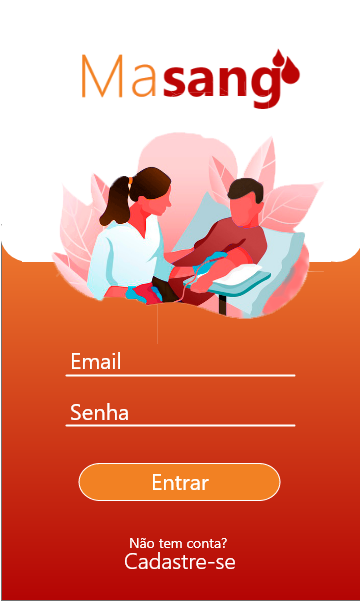 Masang
Email
Senha
Entrar
Não tem conta?
Cadastre-se